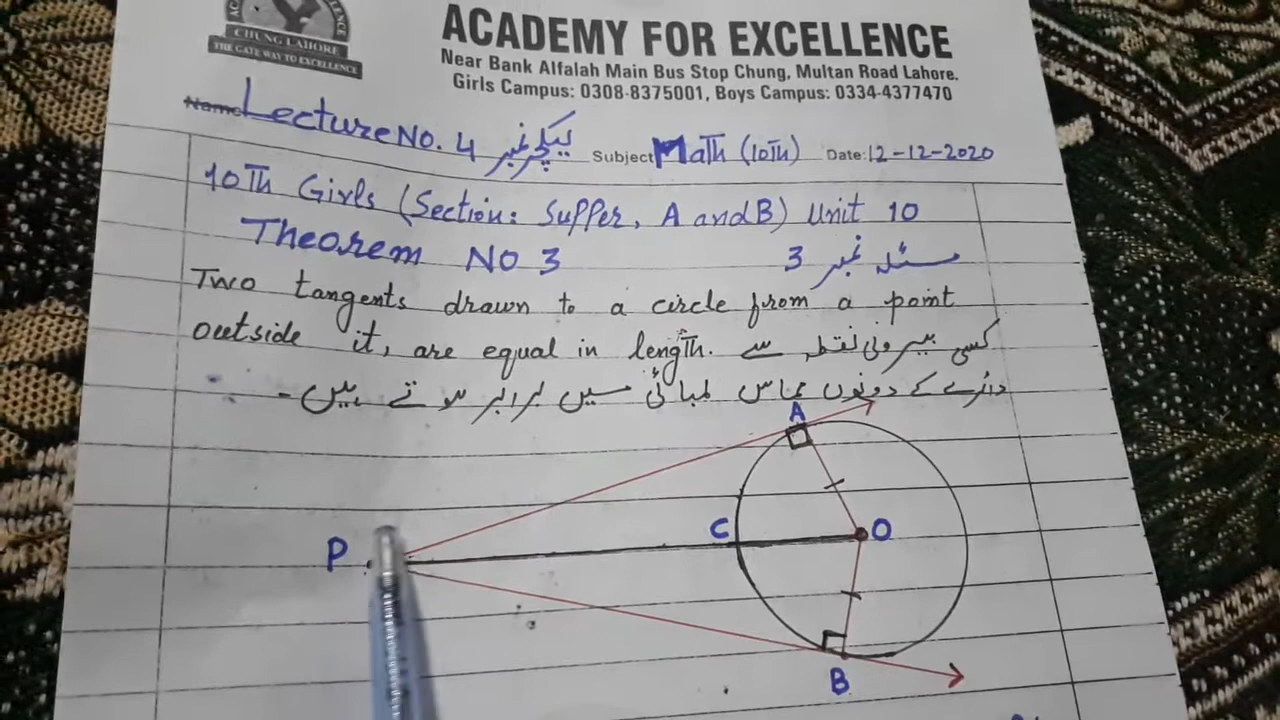 CHUNG LAHORE
THE GATE WAY TO EXCELLENCE
ACADEMY FOR EXCELLENCE
Near Bank Alfalah Main Bus Stop Chung, Multan Road Lahore.
Girls Campus: 0308-8375001, Boys Campus: 0334-4377470
Name Lecture No. 4 لیکچر نمبر Subject Math (10Th) Date: 12-12-2020
10Th Girls (Section: Supper, A and B) Unit 10
Theorem No 3 مسئلہ نمبر 3
Two tangents drawn to a circle from a point
outside it, are equal in length. کسی بیرونی نقطہ سے
دائرے کے دونوں مماس لمبائی میں برابر ہوتے ہیں-
A
C O
P
B